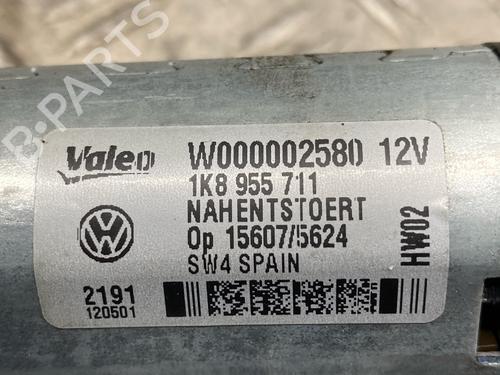 B-PARTS
Valeo W000002580 12V
1K8 955 711
NAHENTSTOERT
Op 15607/5624
SW4 SPAIN
HW02
2191
120501